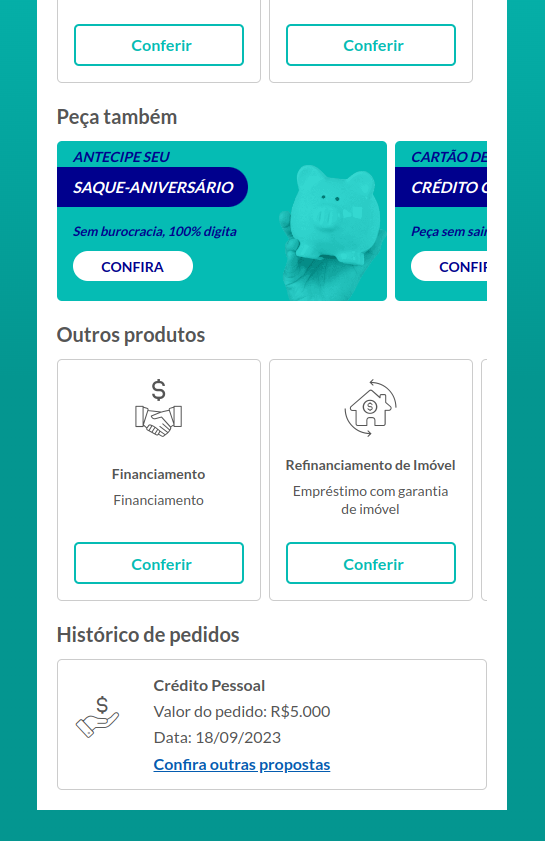 Conferir
Conferir
Peça também
ANTECIPE SEU
SAQUE-ANIVERSÁRIO
Sem burocracia, 100% digita
CONFIRA
CARTÃO DE
CRÉDITO
Peça sem sair
CONFIR
Outros produtos
Financiamento
Financiamento
Conferir
Refinanciamento de Imóvel
Empréstimo com garantia
de imóvel
Conferir
Histórico de pedidos
Crédito Pessoal
Valor do pedido: R$5.000
Data: 18/09/2023
Confira outras propostas